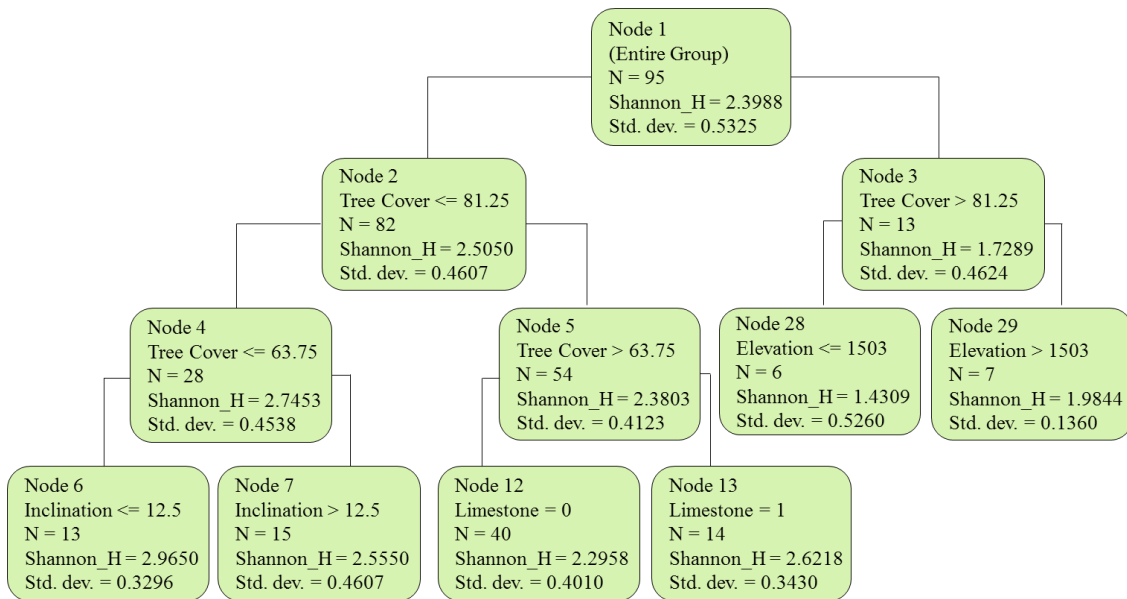 Node 1
(Entire Group)
N = 95
Shannon_H = 2.3988
Std. dev. = 0.5325
Node 2
Tree Cover <= 81.25
N = 82
Shannon_H = 2.5050
Std. dev. = 0.4607
Node 3
Tree Cover > 81.25
N = 13
Shannon_H = 1.7289
Std. dev. = 0.4624
Node 4
Tree Cover <= 63.75
N = 28
Shannon_H = 2.7453
Std. dev. = 0.4538
Node 5
Tree Cover > 63.75
N = 54
Shannon_H = 2.3803
Std. dev. = 0.4123
Node 28
Elevation <= 1503
N = 6
Shannon_H = 1.4309
Std. dev. = 0.5260
Node 29
Elevation > 1503
N = 7
Shannon_H = 1.9844
Std. dev. = 0.1360
Node 6
Inclination <= 12.5
N = 13
Shannon_H = 2.9650
Std. dev. = 0.3296
Node 7
Inclination > 12.5
N = 15
Shannon_H = 2.5550
Std. dev. = 0.4607
Node 12
Limestone = 0
N = 40
Shannon_H = 2.2958
Std. dev. = 0.4010
Node 13
Limestone = 1
N = 14
Shannon_H = 2.6218
Std. dev. = 0.3430